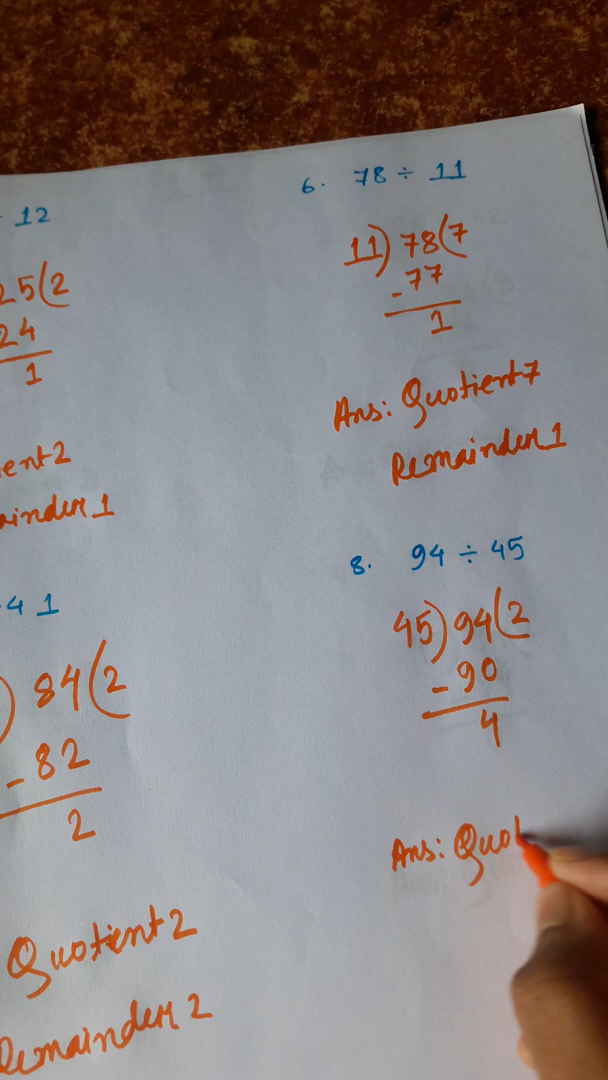 ÷ 12
25(2
24
1
ent 2
ainder 1
41
) 84(2
- 82
2
Quotient 2
Remainder 2
6. 78 ÷ 11
11) 78(7
- 77
1
Ans: Quotient 7
Remainder 1
8. 94 ÷ 45
45) 94(2
- 90
4
Ans: Quot